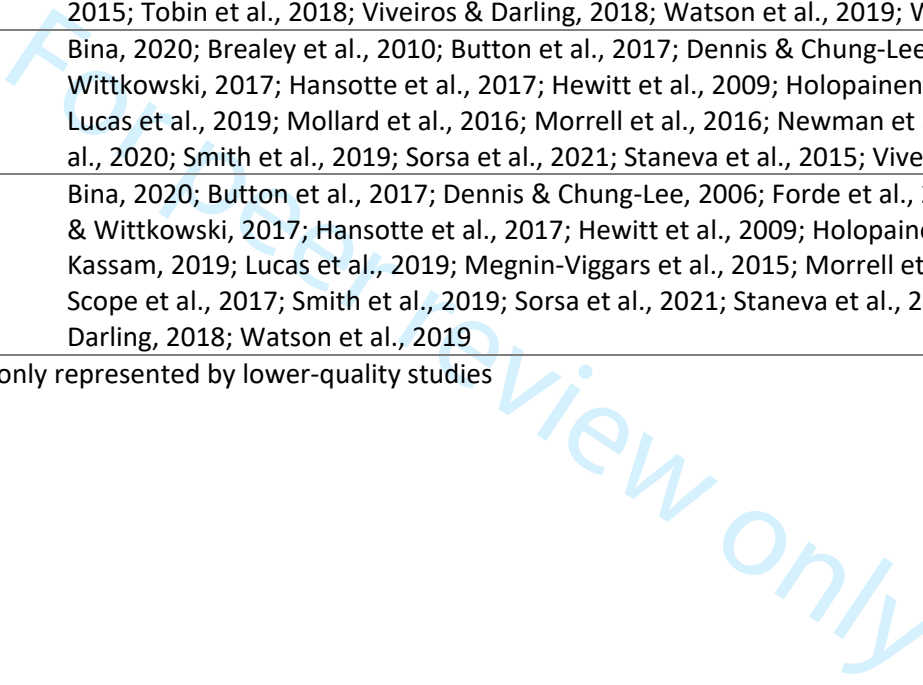 2015; Tobin et al., 2018; Viveiros & Darling, 2018; Watson et al., 2019;
Bina, 2020; Brealey et al., 2010; Button et al., 2017; Dennis & Chung-Lee
Wittkowski, 2017; Hansotte et al., 2017; Hewitt et al., 2009; Holopainen
Lucas et al., 2019; Mollard et al., 2016; Morrell et al., 2016; Newman et
al., 2020; Smith et al., 2019; Sorsa et al., 2021; Staneva et al., 2015; Vive
Bina, 2020; Button et al., 2017; Dennis & Chung-Lee, 2006; Forde et al.,
& Wittkowski, 2017; Hansotte et al., 2017; Hewitt et al., 2009; Holopaine
Kassam, 2019; Lucas et al., 2019; Megnin-Viggars et al., 2015; Morrell et
Scope et al., 2017; Smith et al., 2019; Sorsa et al., 2021; Staneva et al., 2
Darling, 2018; Watson et al., 2019
only represented by lower-quality studies
For peer review only